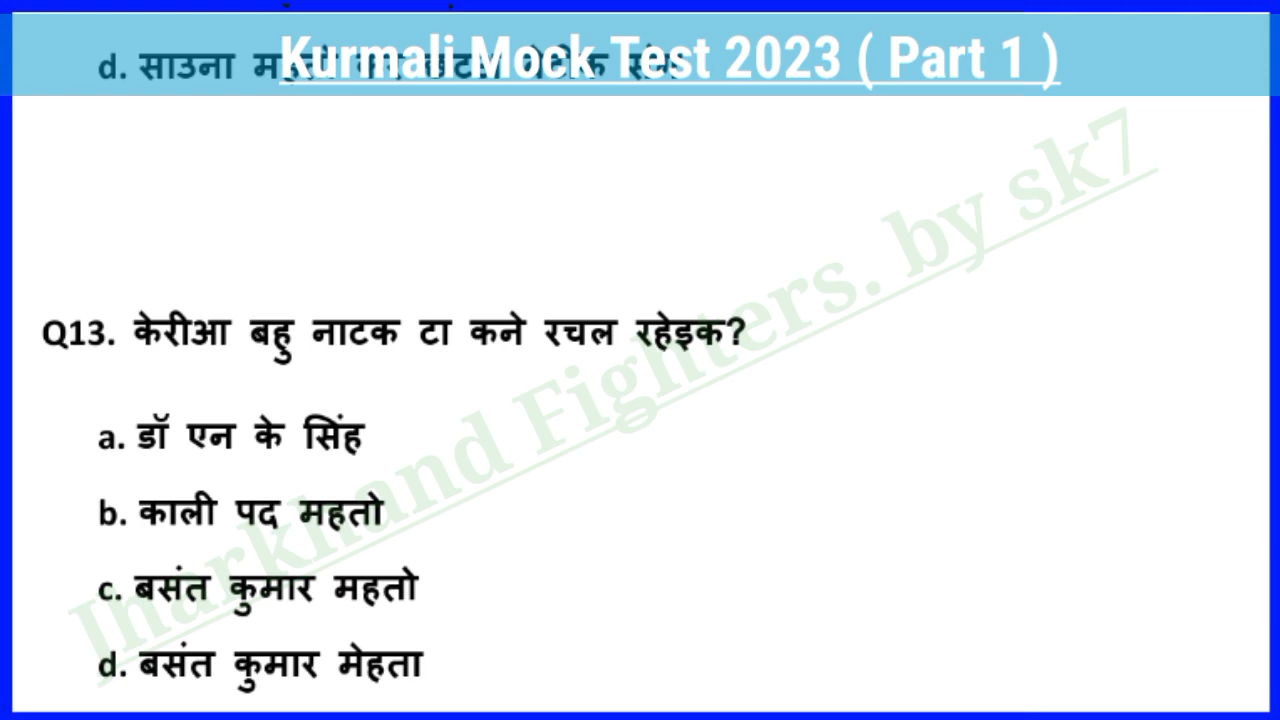 Kurmali Mock Test 2023 ( Part 1 )
d. साउना
Q13. केरीआ बहु नाटक टा कने रचल रहेइक?
a. डॉ एन के सिंह
b. काली पद महतो
c. बसंत कुमार महतो
d. बसंत कुमार मेहता
Jharkhand Fighters. by sk7